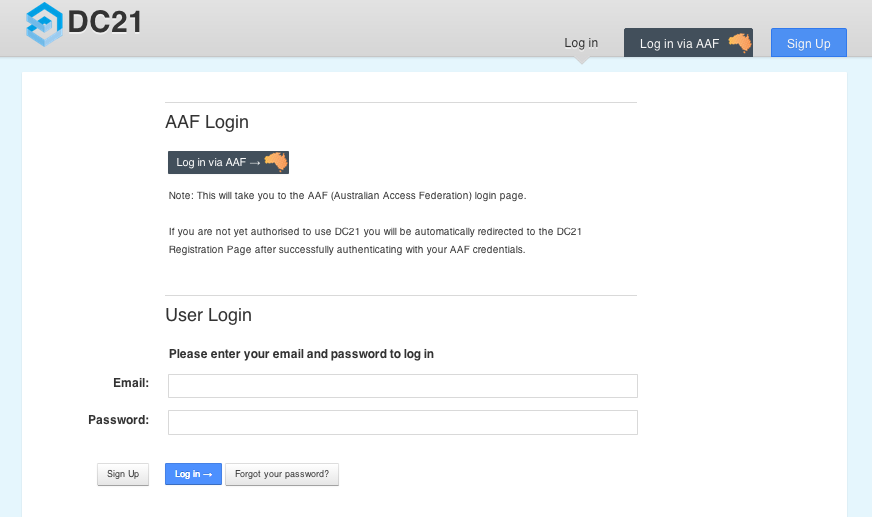 DC21
Log in
Log in via AAF
Sign Up
AAF Login
Log in via AAF →
Note: This will take you to the AAF (Australian Access Federation) login page.
If you are not yet authorised to use DC21 you will be automatically redirected to the DC21
Registration Page after successfully authenticating with your AAF credentials.
User Login
Please enter your email and password to log in
Email:
Password:
Sign Up
Log in →
Forgot your password?